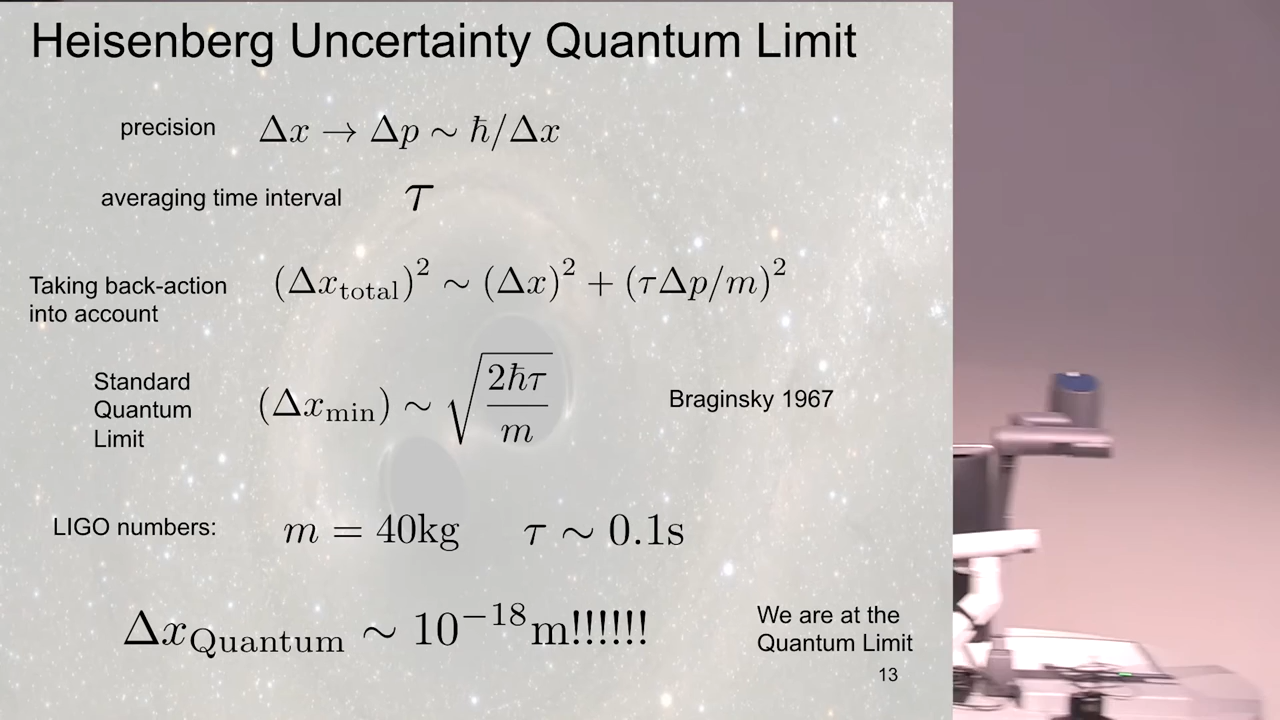 Heisenberg Uncertainty Quantum Limit
precision Δx → Δp ~ ℏ/Δx
averaging time interval τ
Taking back-action
into account
(Δx_total)² ~ (Δx)² + (τΔp/m)²
Standard
Quantum
Limit
(Δx_min) ~ √(2ℏτ/m)
Braginsky 1967
LIGO numbers: m = 40kg τ ~ 0.1s
Δx_Quantum ~ 10⁻¹⁸m!!!!!!
We are at the
Quantum Limit
13